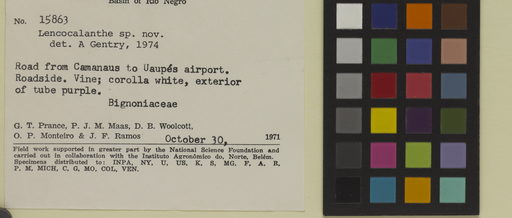 Basin of Rio Negro
No. 15863
Lencocalanthe sp. nov.
det. A Gentry, 1974
Road from Camanaus to Uaupés airport.
Roadside. Vine; corolla white, exterior
of tube purple.
Bignoniaceae
G. T. Prance, P. J. M. Maas, D. B. Woolcott,
O. P. Monteiro & J. F. Ramos October 30, 1971
Field work supported in greater part by the National Science Foundation and
carried out in collaboration with the Instituto Agronômico do, Norte, Belém.
Specimens distributed to: INPA, NY, U, US, K, S, MG, F, A, R,
P, M, MICH, C, G, MO, COL, VEN.